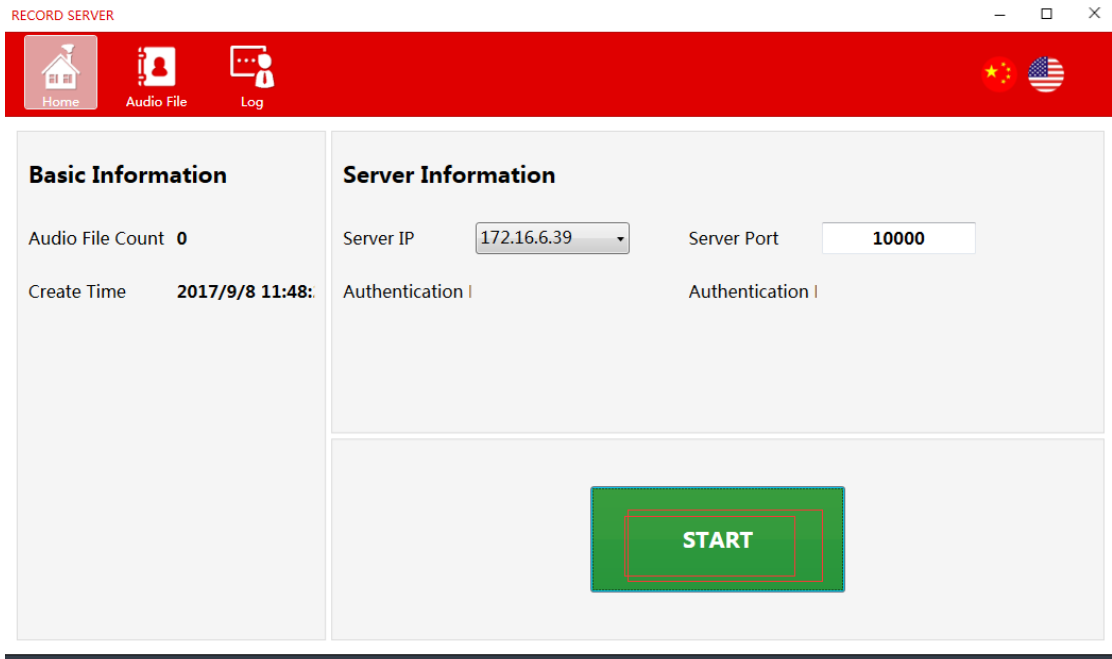 RECORD SERVER
Home
Audio File
Log
Basic Information
Audio File Count 0
Create Time 2017/9/8 11:48:
Server Information
Server IP 172.16.6.39 Server Port 10000
Authentication Authentication
START